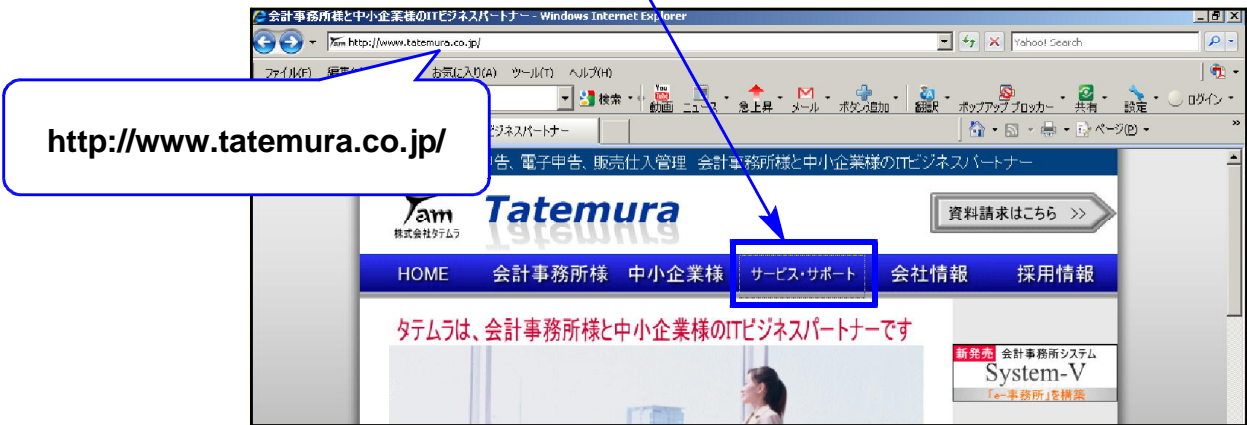 会計事務所様と中小企業様のITビジネスパートナー - Windows Internet Explorer
http://www.tatemura.co.jp/
Yahoo! Search
ファイル(F)
お気に入り(A) ツール(T) ヘルプ(H)
検索 動画 ニュース 急上昇 メール ボタン追加 翻訳 ポップアップブロッカー 共有 設定 ログイン
http://www.tatemura.co.jp/
ビジネスパートナー
ページ(P)
告、電子申告、販売仕入管理 会計事務所様と中小企業様のITビジネスパートナー
Tam
株式会社タテムラ
Tatemura
資料請求はこちら >>
HOME 会計事務所様 中小企業様 サービス・サポート 会社情報 採用情報
タテムラは、会計事務所様と中小企業様のITビジネスパートナーです
新発売 会計事務所システム
System-V
「e-事務所」を構築